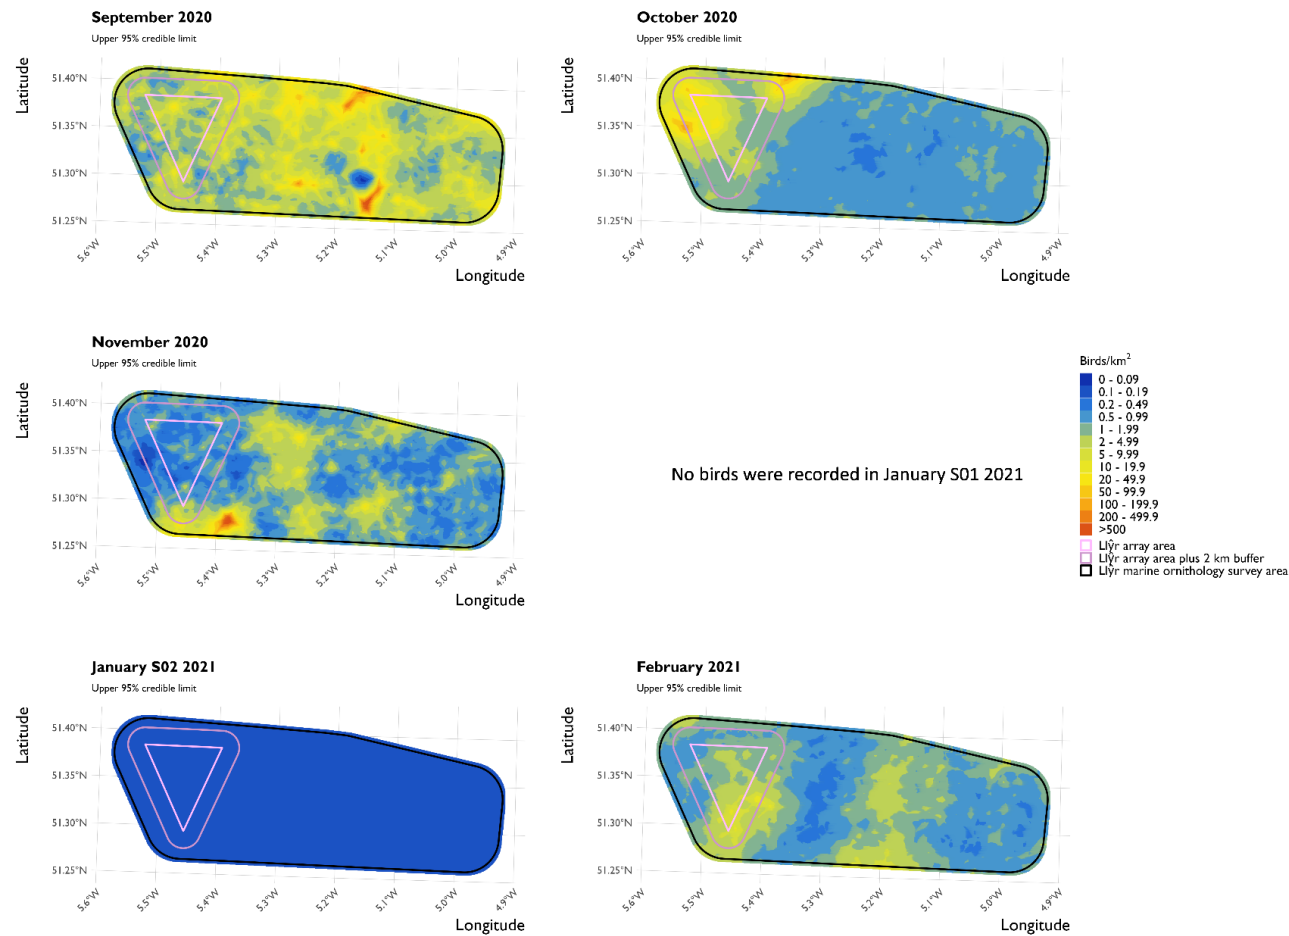 September 2020
Upper 95% credible limit
Latitude
51.40°N
51.35°N
51.30°N
51.25°N
5.6°W
5.5°W
5.4°W
5.3°W
5.2°W
5.1°W
5.0°W
4.9°W
Longitude
October 2020
Upper 95% credible limit
Latitude
51.40°N
51.35°N
51.30°N
51.25°N
5.6°W
5.5°W
5.4°W
5.3°W
5.2°W
5.1°W
5.0°W
4.9°W
Longitude
November 2020
Upper 95% credible limit
Latitude
51.40°N
51.35°N
51.30°N
51.25°N
5.6°W
5.5°W
5.4°W
5.3°W
5.2°W
5.1°W
5.0°W
4.9°W
Longitude
No birds were recorded in January S01 2021
Birds/km²
0 - 0.09
0.1 - 0.19
0.2 - 0.49
0.5 - 0.99
1 - 1.99
2 - 4.99
5 - 9.99
10 - 19.9
20 - 49.9
50 - 99.9
100 - 199.9
200 - 499.9
>500
Llŷr array area
Llŷr array area plus 2 km buffer
Llŷr marine ornithology survey area
January S02 2021
Upper 95% credible limit
Latitude
51.40°N
51.35°N
51.30°N
51.25°N
5.6°W
5.5°W
5.4°W
5.3°W
5.2°W
5.1°W
5.0°W
4.9°W
Longitude
February 2021
Upper 95% credible limit
Latitude
51.40°N
51.35°N
51.30°N
51.25°N
5.6°W
5.5°W
5.4°W
5.3°W
5.2°W
5.1°W
5.0°W
4.9°W
Longitude